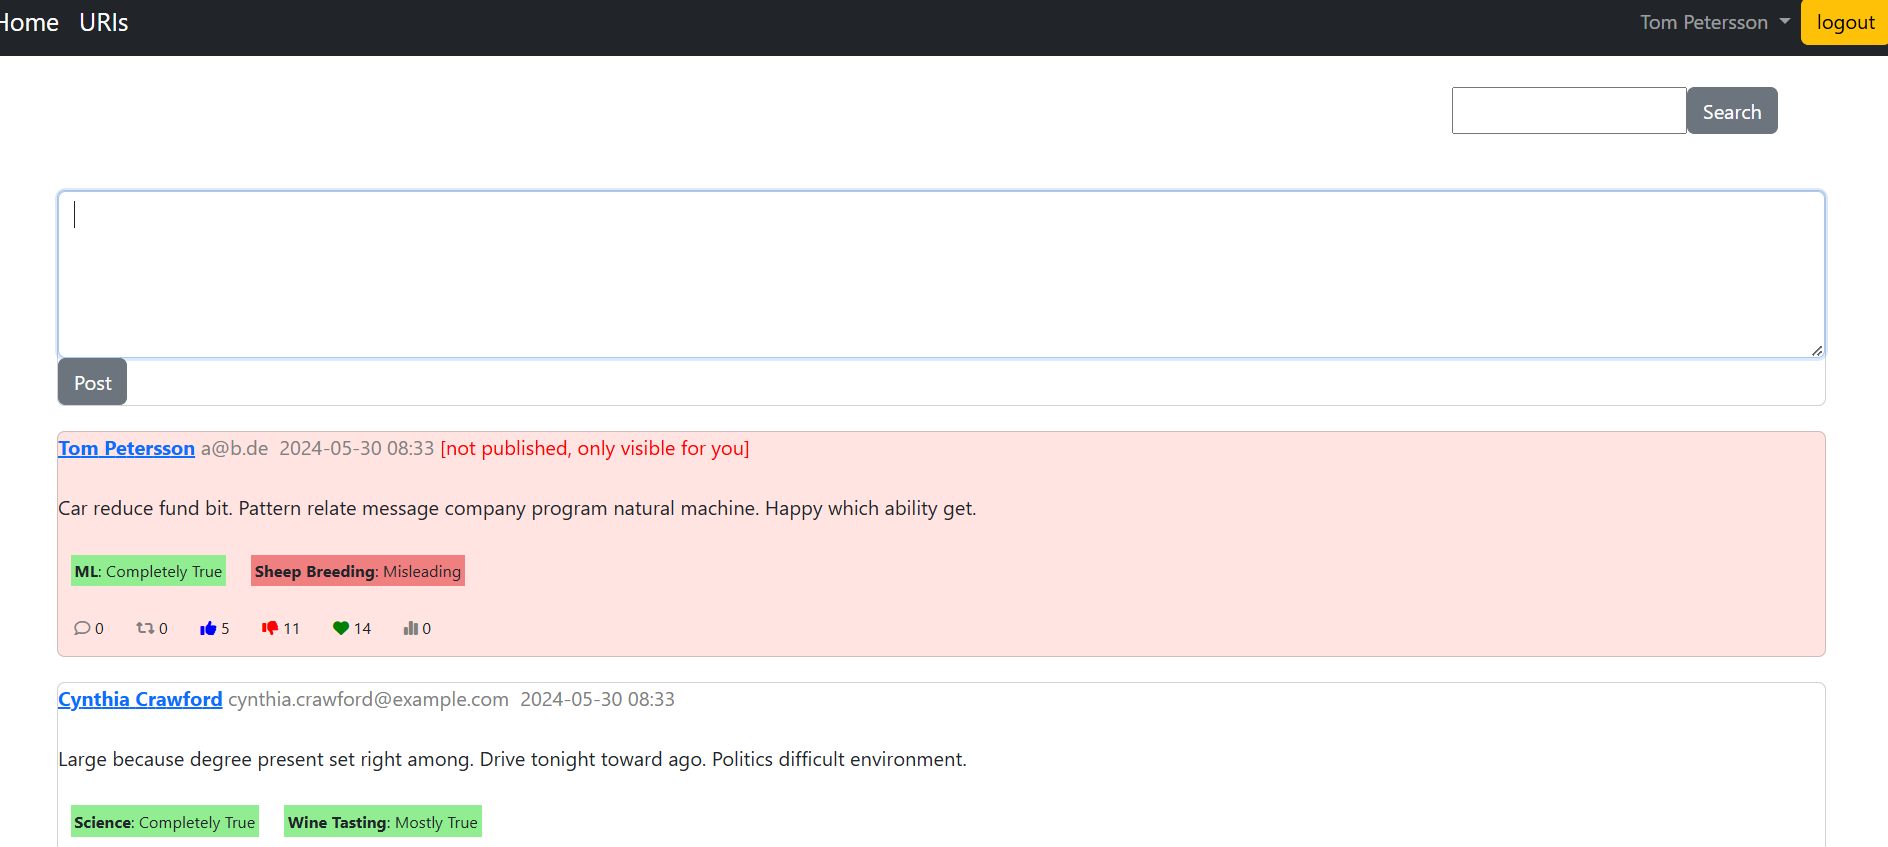 Home URIs Tom Petersson logout
Search
Post
Tom Petersson a@b.de 2024-05-30 08:33 [not published, only visible for you]
Car reduce fund bit. Pattern relate message company program natural machine. Happy which ability get.
ML: Completely True Sheep Breeding: Misleading
0 0 5 11 14 0
Cynthia Crawford cynthia.crawford@example.com 2024-05-30 08:33
Large because degree present set right among. Drive tonight toward ago. Politics difficult environment.
Science: Completely True Wine Tasting: Mostly True